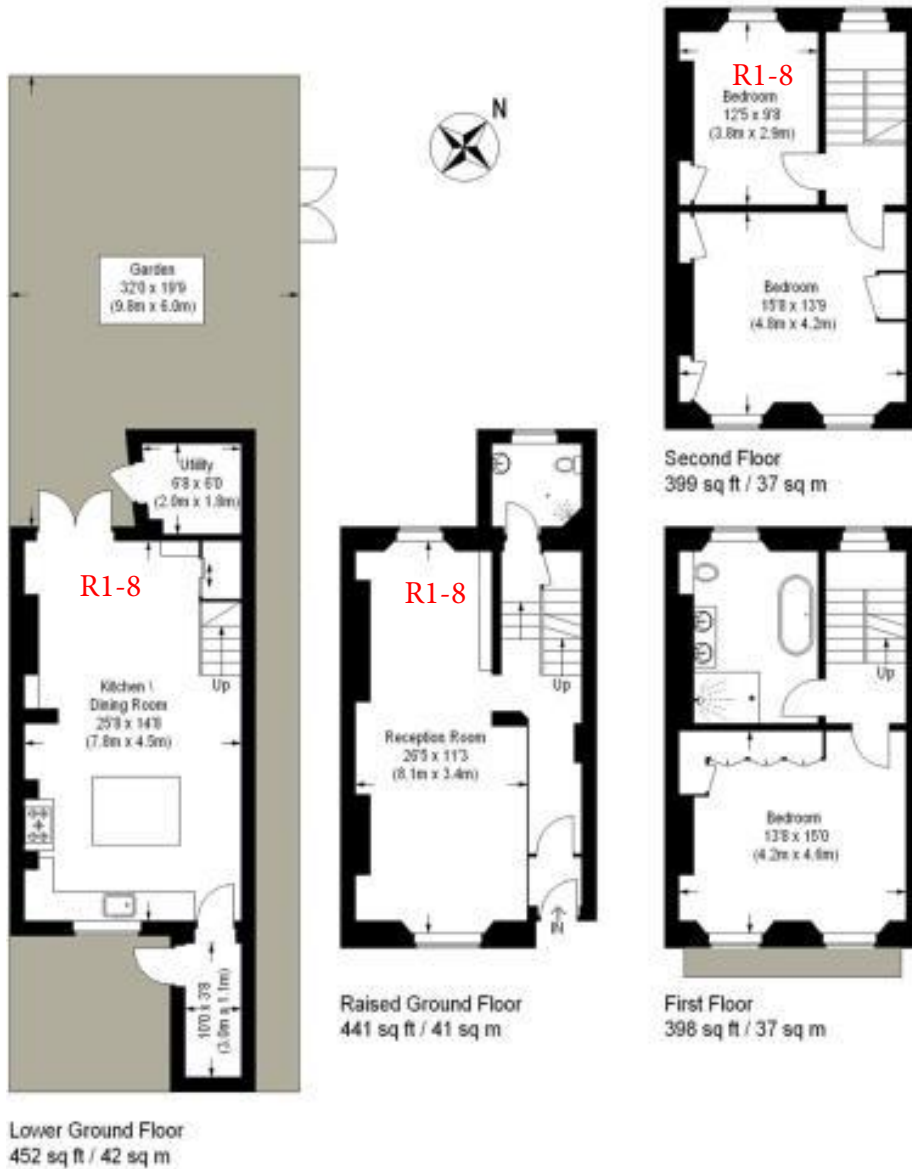 N
R1-8
Bedroom
12'5 x 9'8
(3.8m x 2.9m)
Bedroom
15'8 x 13'9
(4.8m x 4.2m)
Second Floor
399 sq ft / 37 sq m
Garden
32'0 x 19'9
(9.8m x 6.0m)
Utility
6'8 x 6'0
(2.0m x 1.8m)
R1-8
Up
Kitchen \
Dining Room
25'8 x 14'8
(7.8m x 4.5m)
10'0 x 3'8
(3.0m x 1.1m)
Lower Ground Floor
452 sq ft / 42 sq m
R1-8
Up
Reception Room
26'5 x 11'3
(8.1m x 3.4m)
IN
Raised Ground Floor
441 sq ft / 41 sq m
Up
Bedroom
13'8 x 15'0
(4.2m x 4.6m)
First Floor
398 sq ft / 37 sq m